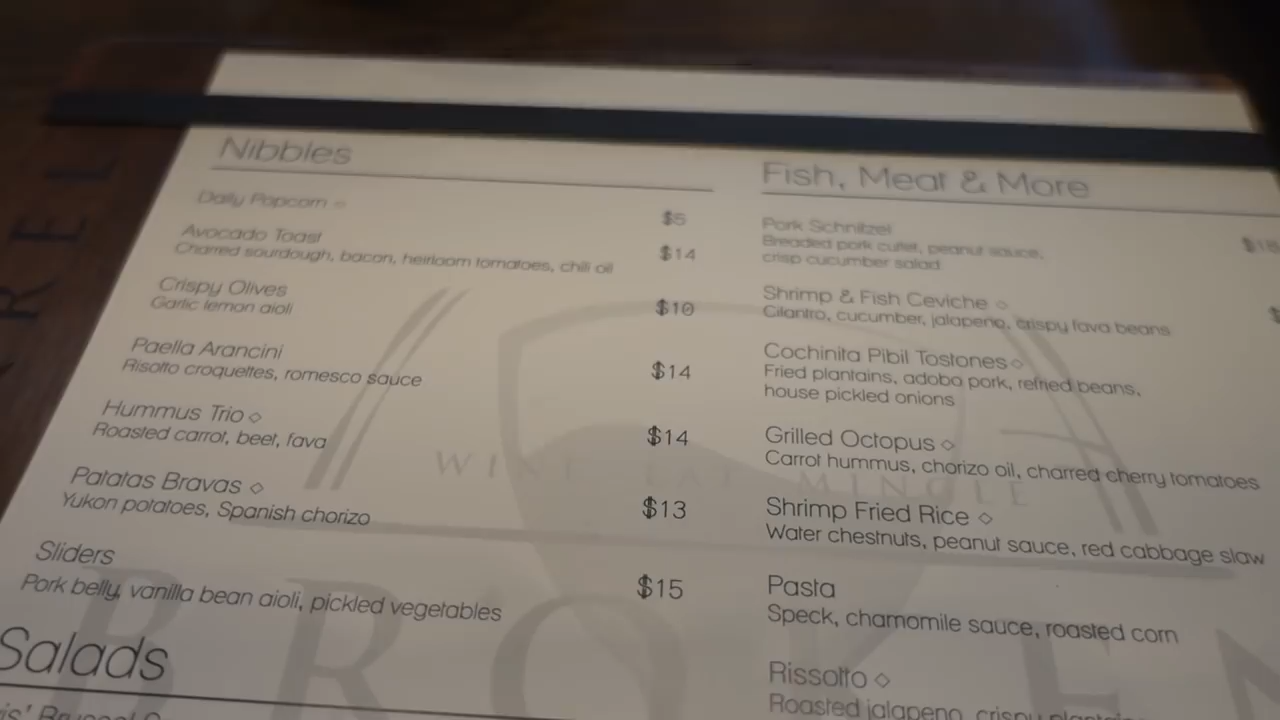 Nibbles
Daily Popcorn ◇
$5
Avocado Toast
Charred sourdough, bacon, heirloom tomatoes, chili oil
$14
Crispy Olives
Garlic lemon aioli
$10
Paella Arancini
Risotto croquettes, romesco sauce
$14
Hummus Trio ◇
Roasted carrot, beet, fava
$14
Patatas Bravas ◇
Yukon potatoes, Spanish chorizo
$13
Sliders
Pork belly, vanilla bean aioli, pickled vegetables
$15
Salads
Fish, Meat & More
Pork Schnitzel
Breaded pork cutlet, peanut sauce,
crisp cucumber salad
Shrimp & Fish Ceviche ◇
Cilantro, cucumber, jalapeno, crispy fava beans
Cochinita Pibil Tostones ◇
Fried plantains, adobo pork, refried beans,
house pickled onions
Grilled Octopus ◇
Carrot hummus, chorizo oil, charred cherry tomatoes
Shrimp Fried Rice ◇
Water chestnuts, peanut sauce, red cabbage slaw
Pasta
Speck, chamomile sauce, roasted corn
Rissotto ◇
Roasted jalapeno, crispy
WINE EAT MINGLE
BROKEN